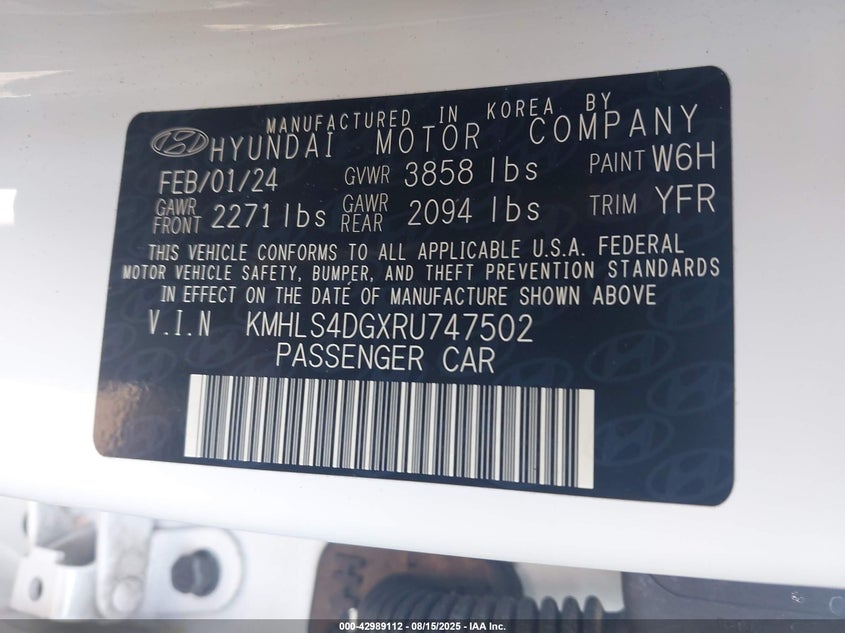 MANUFACTURED IN KOREA BY
HYUNDAI MOTOR COMPANY
FEB/01/24 GVWR 3858 lbs PAINT W6H
GAWR FRONT 2271 lbs GAWR REAR 2094 lbs TRIM YFR
THIS VEHICLE CONFORMS TO ALL APPLICABLE U.S.A. FEDERAL
MOTOR VEHICLE SAFETY, BUMPER, AND THEFT PREVENTION STANDARDS
IN EFFECT ON THE DATE OF MANUFACTURE SHOWN ABOVE
V.I.N KMHLS4DGXRU747502
PASSENGER CAR
000-42989112 - 08/15/2025 - IAA Inc.